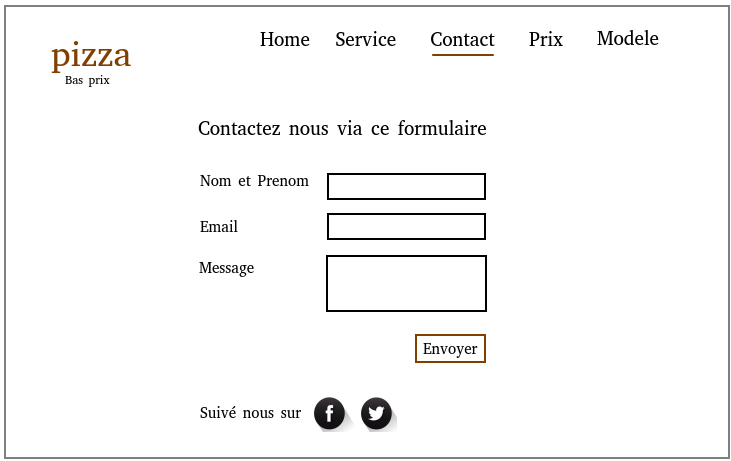 pizza
Bas prix
Home Service Contact Prix Modele
Contactez nous via ce formulaire
Nom et Prenom
Email
Message
Envoyer
Suivé nous sur